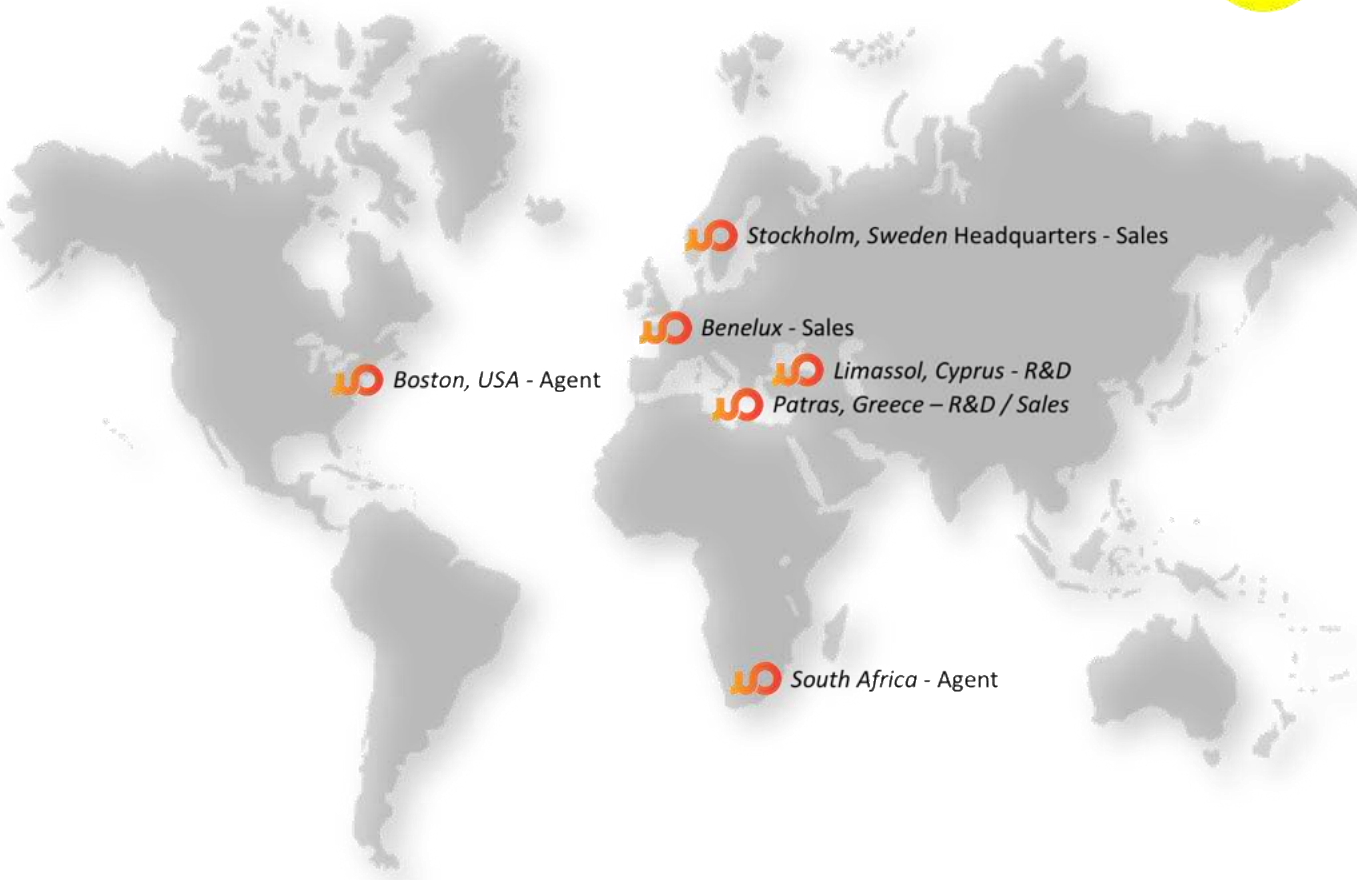 Stockholm, Sweden Headquarters - Sales
Benelux - Sales
Limassol, Cyprus - R&D
Boston, USA - Agent
Patras, Greece – R&D / Sales
South Africa - Agent